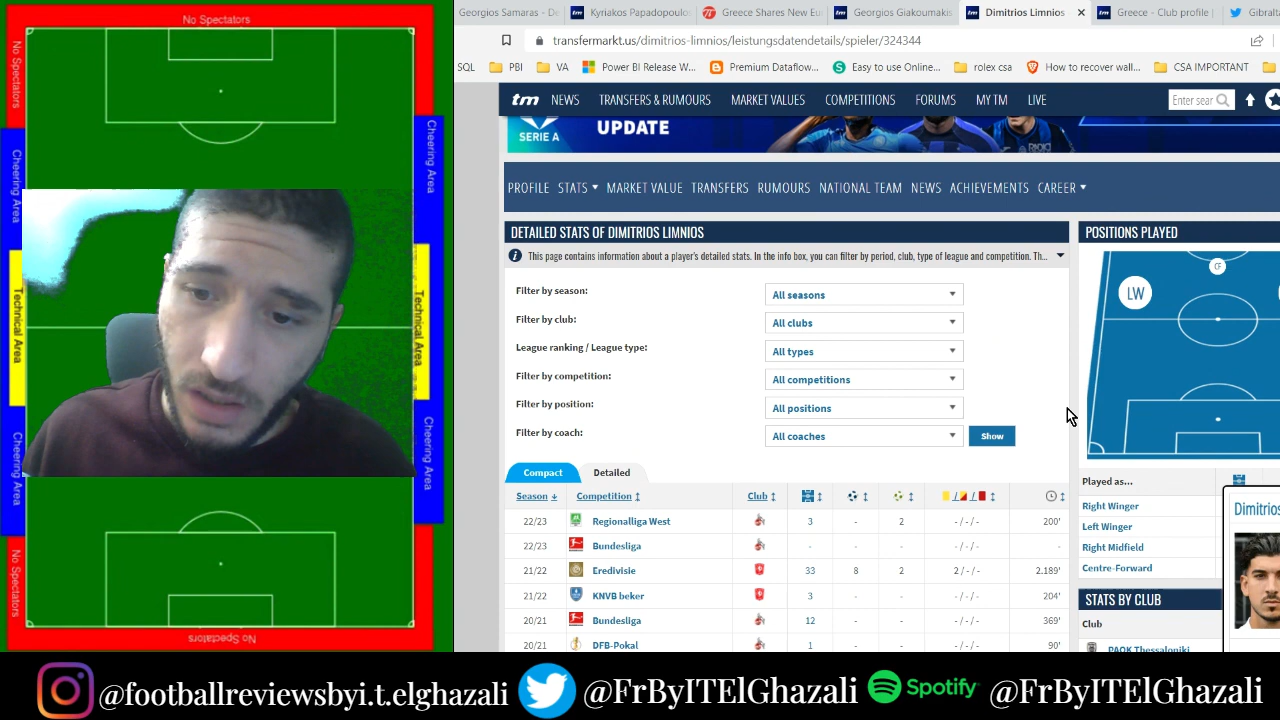 No Spectators
No Spectators
Cheering Area
Cheering Area
Technical Area
Technical Area
Cheering Area
Cheering Area
No Spectators
No Spectators
Georgios Samaras - De
Kyriakos Papadopo
Greece Shares New Eu
Georgios Giakoumakis
Dimitrios Limnios
Greece - Club profile
Gibralt
transfermarkt.us/dimitrios-limnios/leistungsdatendetails/spieler/324344
SQL
PBI
VA
Power BI Release W...
Premium Dataflow...
Easy to use Online...
rolex csa
How to recover wall...
CSA IMPORTANT
tm NEWS TRANSFERS & RUMOURS MARKET VALUES COMPETITIONS FORUMS MY TM LIVE
Enter sear
SERIE A
UPDATE
PROFILE STATS MARKET VALUE TRANSFERS RUMOURS NATIONAL TEAM NEWS ACHIEVEMENTS CAREER
DETAILED STATS OF DIMITRIOS LIMNIOS
This page contains information about a player's detailed stats. In the info box, you can filter by period, club, type of league and competition. Th...
Filter by season: All seasons
Filter by club: All clubs
League ranking / League type: All types
Filter by competition: All competitions
Filter by position: All positions
Filter by coach: All coaches Show
Compact Detailed
Season Competition Club
22/23 Regionalliga West 3 - 2 - / - / - 200'
22/23 Bundesliga - - - - / - / - -
21/22 Eredivisie 33 8 2 2 / - / - 2.189'
21/22 KNVB beker 3 - - - / - / - 204'
20/21 Bundesliga 12 - - - / - / - 369'
20/21 DFB-Pokal 1 - - - / - / - 90'
POSITIONS PLAYED
CF
LW
Played as...
Right Winger
Left Winger
Right Midfield
Centre-Forward
STATS BY CLUB
Club
PAOK Thessaloniki
Dimitrios
@footballreviewsbyi.t.elghazali
@FrByITElGhazali
Spotify
@FrByITElGhazali